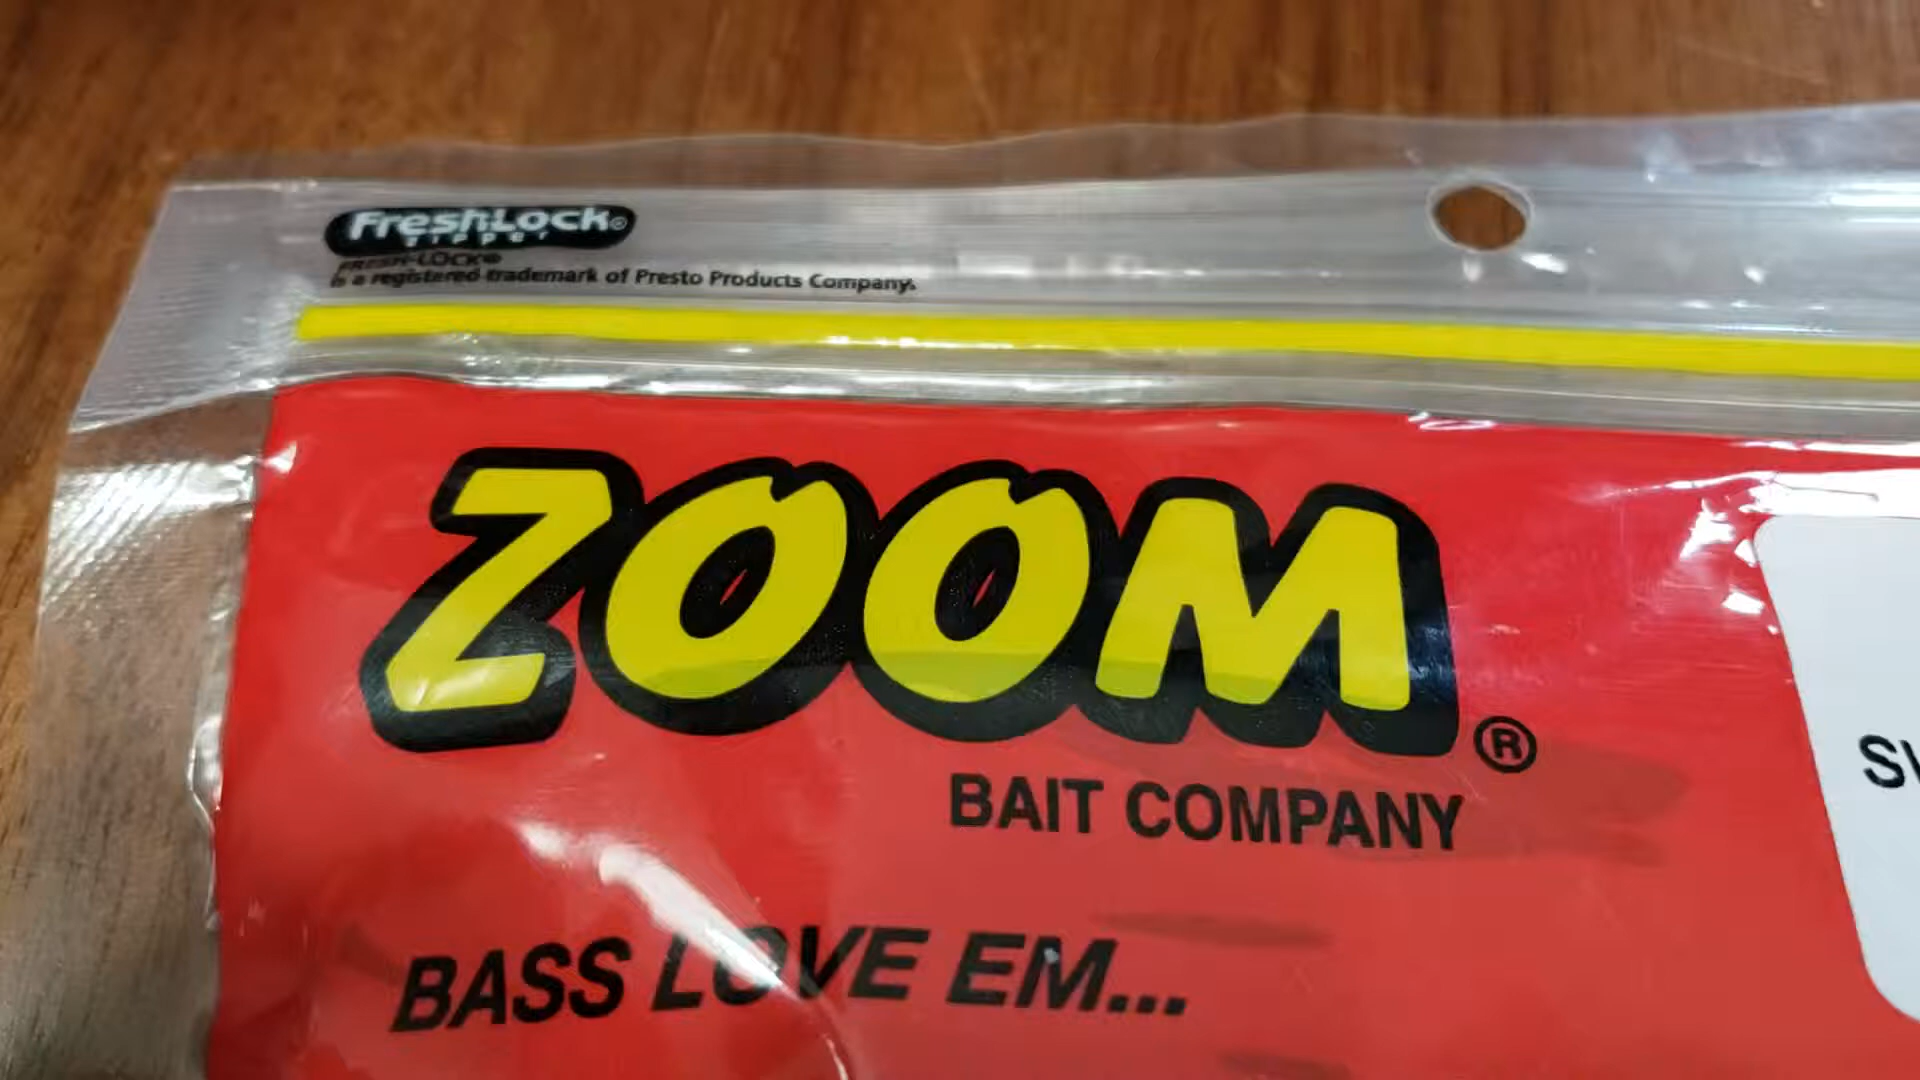 FreshLock®
zipper
FRESH-LOCK®
is a registered trademark of Presto Products Company.
ZOOM®
BAIT COMPANY
BASS LOVE EM...